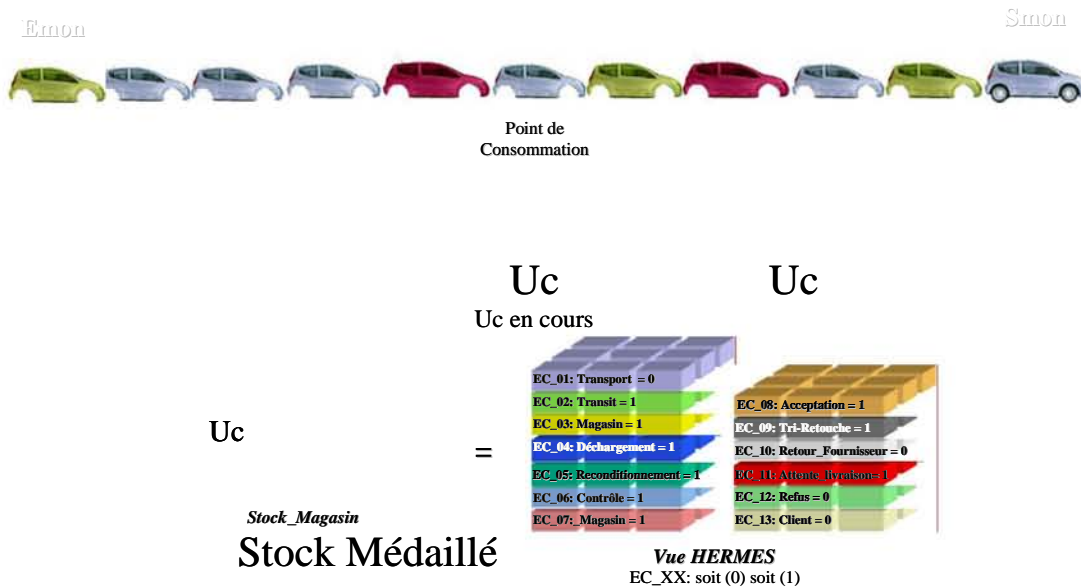 Emon
Smon
Point de
Consommation
Uc
Uc
Uc en cours
EC_01: Transport = 0
EC_02: Transit = 1
EC_03: Magasin = 1
EC_04: Déchargement = 1
EC_05: Reconditionnement = 1
EC_06: Contrôle = 1
EC_07:_Magasin = 1
EC_08: Acceptation = 1
EC_09: Tri-Retouche = 1
EC_10: Retour_Fournisseur = 0
EC_11: Attente_livraison= 1
EC_12: Refus = 0
EC_13: Client = 0
Uc
=
Stock_Magasin
Stock Médaillé
Vue HERMES
EC_XX: soit (0) soit (1)